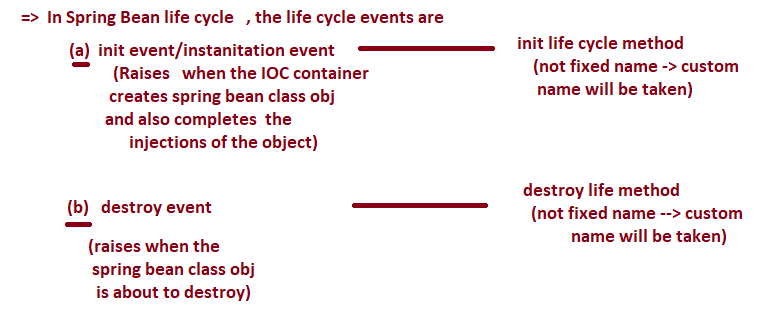 => In Spring Bean life cycle , the life cycle events are
(a) init event/instanitation event
init life cycle method
(Raises when the IOC container
(not fixed name -> custom
creates spring bean class obj
name will be taken)
and also completes the
injections of the object)
destroy life method
(b) destroy event
(not fixed name --> custom
name will be taken)
(raises when the
spring bean class obj
is about to destroy)